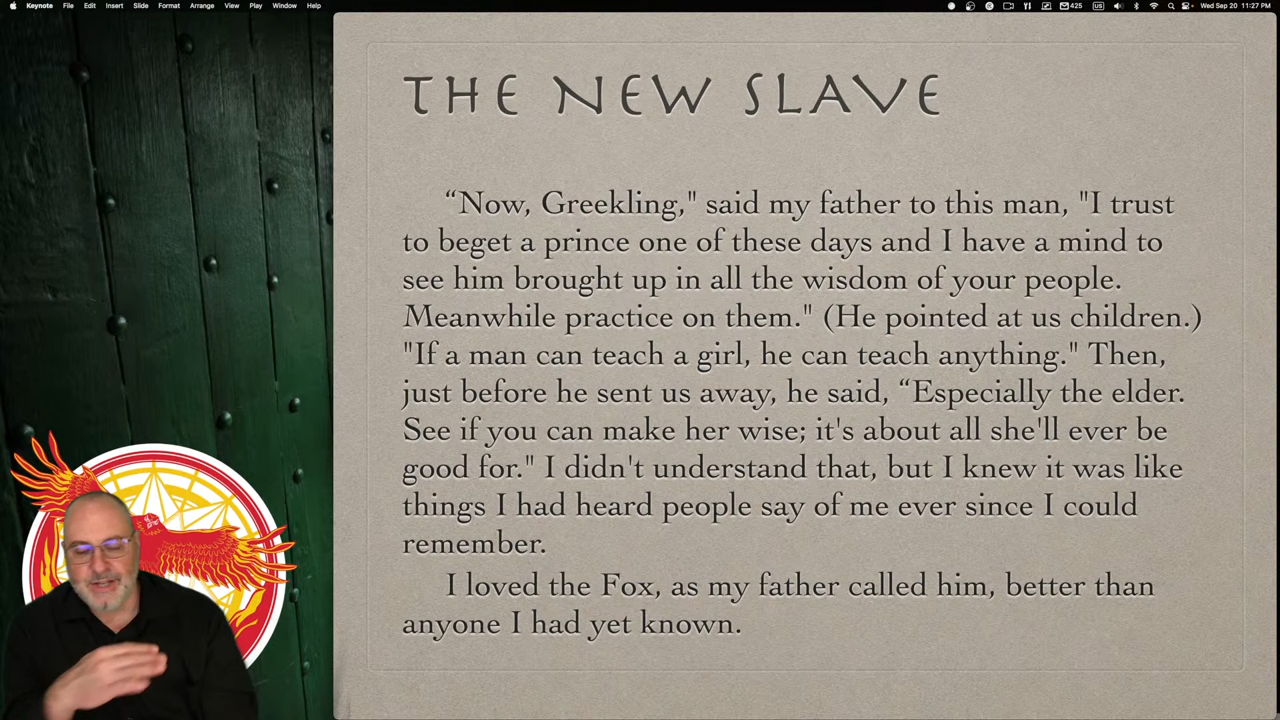 Keynote File Edit Insert Slide Format Arrange View Play Window Help 425 US Wed Sep 20 11:27 PM
THE NEW SLAVE
“Now, Greekling," said my father to this man, "I trust
to beget a prince one of these days and I have a mind to
see him brought up in all the wisdom of your people.
Meanwhile practice on them." (He pointed at us children.)
"If a man can teach a girl, he can teach anything." Then,
just before he sent us away, he said, “Especially the elder.
See if you can make her wise; it's about all she'll ever be
good for." I didn't understand that, but I knew it was like
things I had heard people say of me ever since I could
remember.
I loved the Fox, as my father called him, better than
anyone I had yet known.